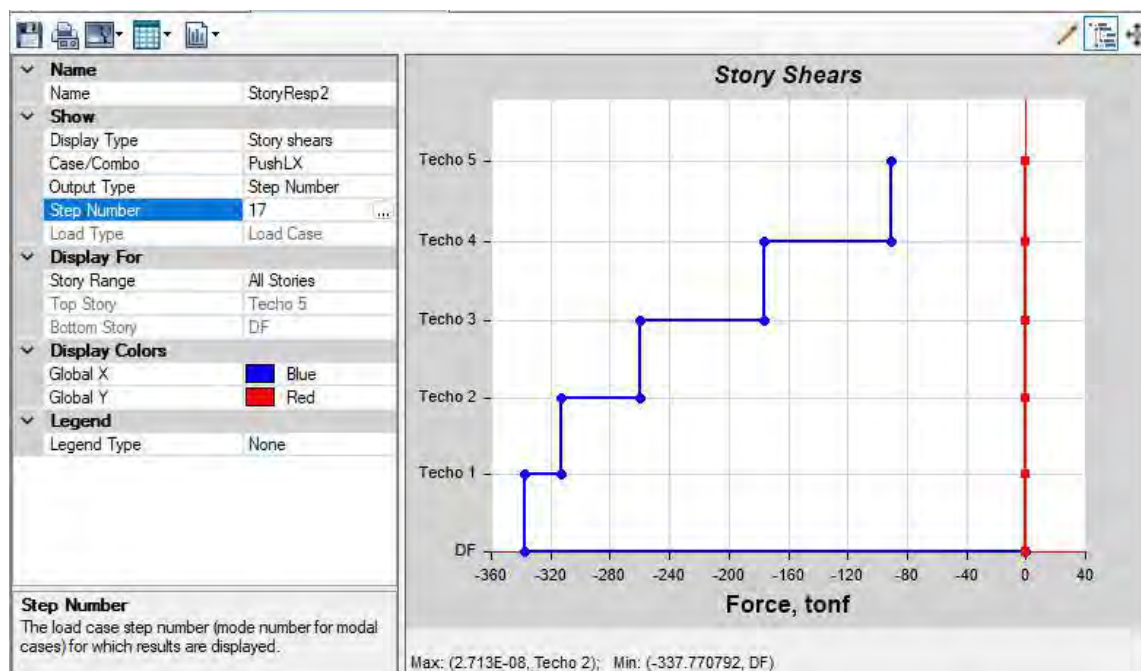 Name
Name StoryResp2
Show
Display Type Story shears
Case/Combo PushLX
Output Type Step Number
Step Number 17 ...
Load Type Load Case
Display For
Story Range All Stories
Top Story Techo 5
Bottom Story DF
Display Colors
Global X Blue
Global Y Red
Legend
Legend Type None
Step Number
The load case step number (mode number for modal
cases) for which results are displayed.
Story Shears
Techo 5
Techo 4
Techo 3
Techo 2
Techo 1
DF
-360 -320 -280 -240 -200 -160 -120 -80 -40 0 40
Force, tonf
Max: (2.713E-08, Techo 2); Min: (-337.770792, DF)